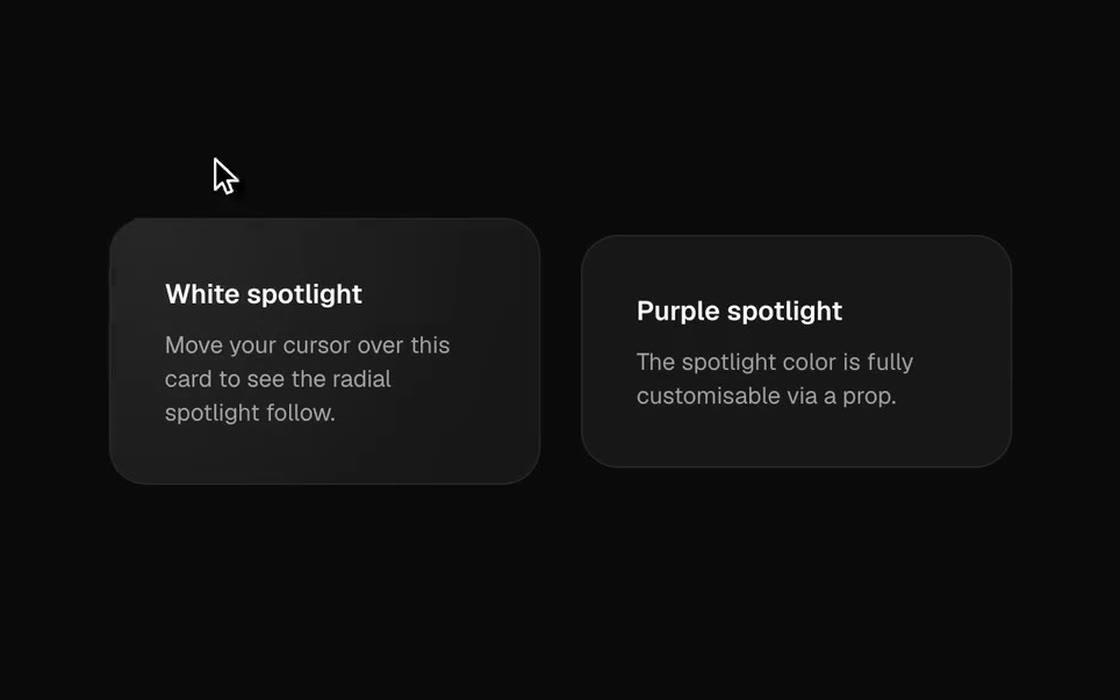 White spotlight
Move your cursor over this
card to see the radial
spotlight follow.
Purple spotlight
The spotlight color is fully
customisable via a prop.